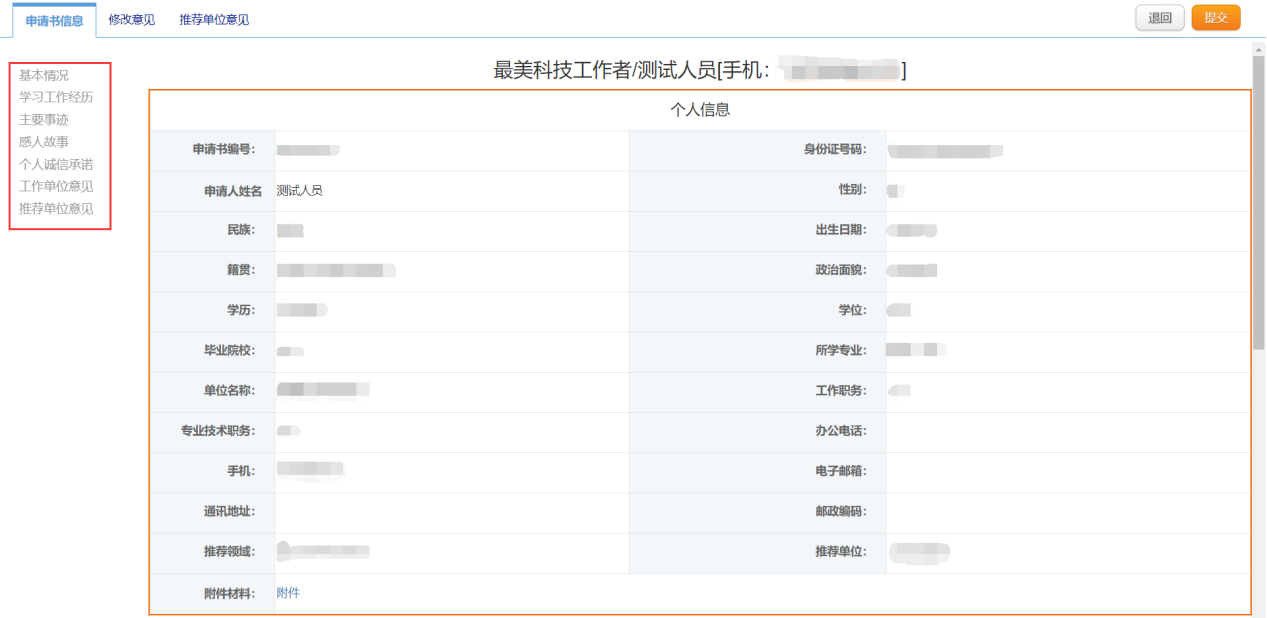 申请书信息 修改意见 推荐单位意见 退回 提交
基本情况
学习工作经历
主要事迹
感人故事
个人诚信承诺
工作单位意见
推荐单位意见
最美科技工作者/测试人员[手机: ]
个人信息
申请书编号: 身份证号码:
申请人姓名 测试人员 性别:
民族: 出生日期:
籍贯: 政治面貌:
学历: 学位:
毕业院校: 所学专业:
单位名称: 工作职务:
专业技术职务: 办公电话:
手机: 电子邮箱:
通讯地址: 邮政编码:
推荐领域: 推荐单位:
附件材料: 附件